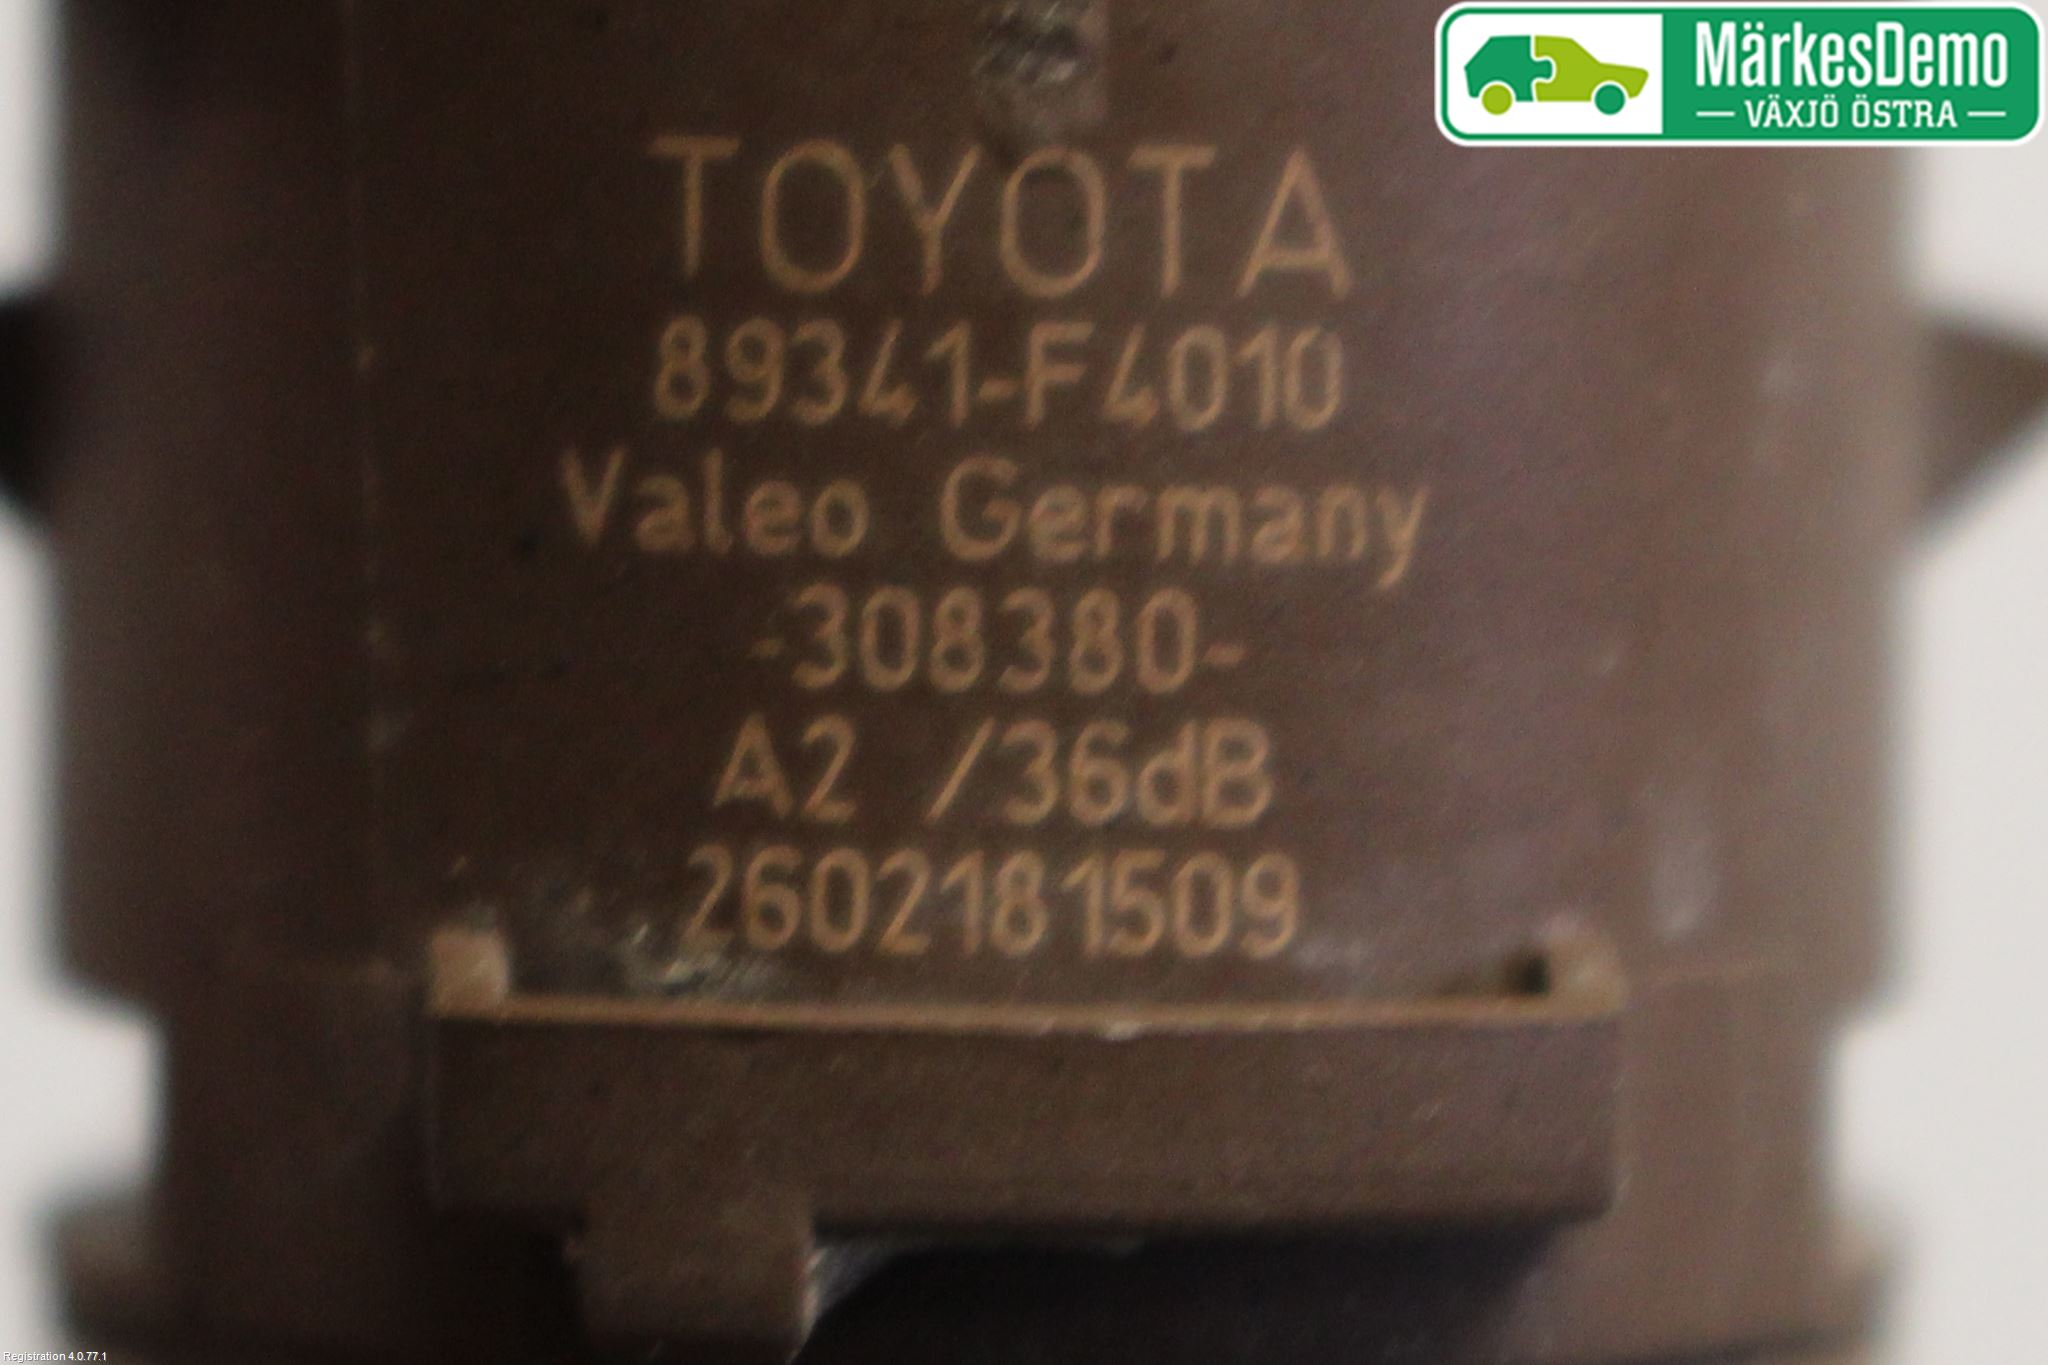 MärkesDemo
VÄXJÖ ÖSTRA
TOYOTA
89341-F4010
Valeo Germany
-308380-
A2 /36dB
2602181509
Registration 4.0.77.1